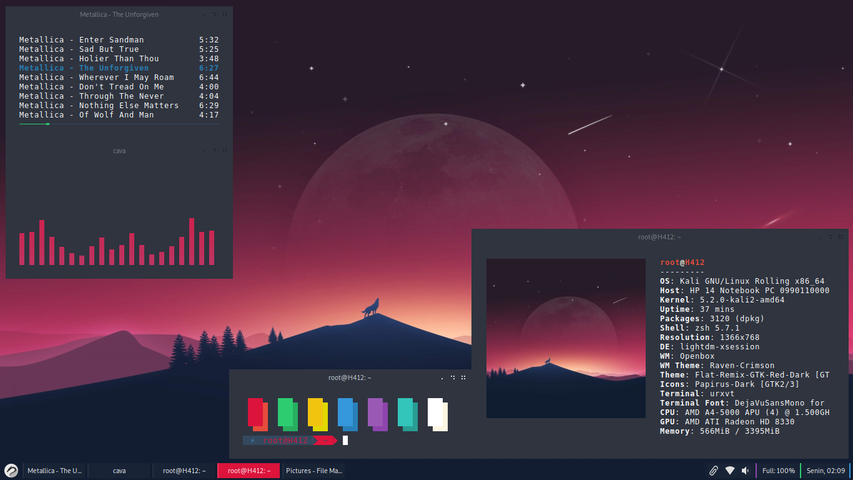 Metallica - The Unforgiven
Metallica - Enter Sandman 5:32
Metallica - Sad But True 5:25
Metallica - Holier Than Thou 3:48
Metallica - The Unforgiven 6:27
Metallica - Wherever I May Roam 6:44
Metallica - Don't Tread On Me 4:00
Metallica - Through The Never 4:04
Metallica - Nothing Else Matters 6:29
Metallica - Of Wolf And Man 4:17
cava
root@H412: ~
root@H412
---------
OS: Kali GNU/Linux Rolling x86_64
Host: HP 14 Notebook PC 0990110000
Kernel: 5.2.0-kali2-amd64
Uptime: 37 mins
Packages: 3120 (dpkg)
Shell: zsh 5.7.1
Resolution: 1366x768
DE: lightdm-xsession
WM: Openbox
WM Theme: Raven-Crimson
Theme: Flat-Remix-GTK-Red-Dark [GT
Icons: Papirus-Dark [GTK2/3]
Terminal: urxvt
Terminal Font: DejaVuSansMono for
CPU: AMD A4-5000 APU (4) @ 1.500GH
GPU: AMD ATI Radeon HD 8330
Memory: 566MiB / 3395MiB
root@H412: ~
root@H412 ~
Metallica - The U... cava root@H412: ~ root@H412: ~ Pictures - File Ma... Full: 100% Senin, 02:09